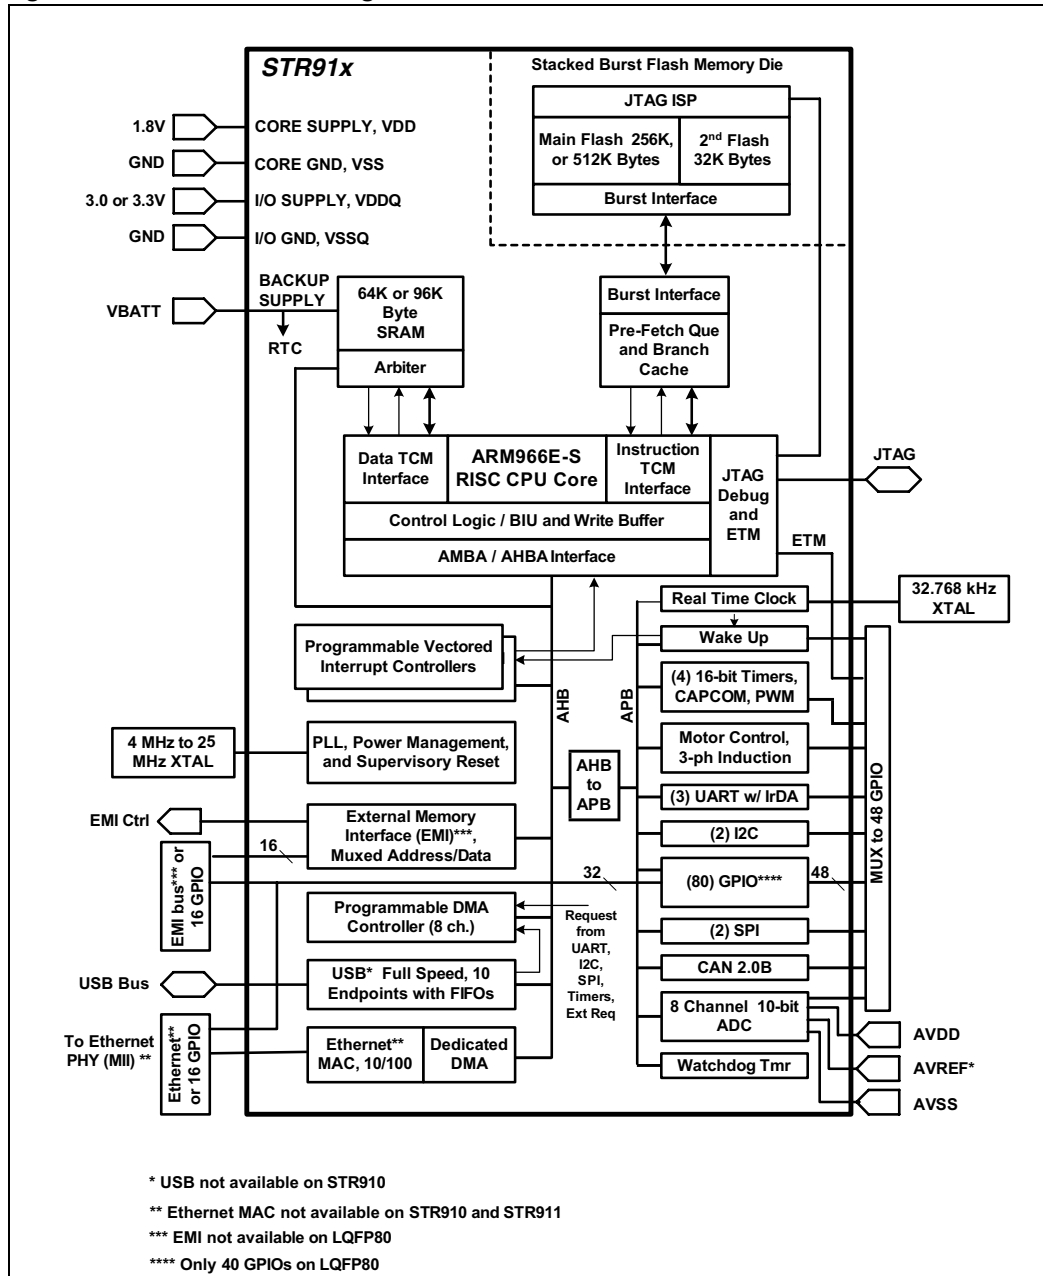 STR91x
Stacked Burst Flash Memory Die
JTAG ISP
Main Flash 256K,
or 512K Bytes
2nd Flash
32K Bytes
Burst Interface
1.8V
CORE SUPPLY, VDD
GND
CORE GND, VSS
3.0 or 3.3V
I/O SUPPLY, VDDQ
GND
I/O GND, VSSQ
VBATT
BACKUP
SUPPLY
RTC
64K or 96K
Byte
SRAM
Arbiter
Burst Interface
Pre-Fetch Que
and Branch
Cache
Data TCM
Interface
ARM966E-S
RISC CPU Core
Instruction
TCM
Interface
JTAG
Debug
and
ETM
Control Logic / BIU and Write Buffer
AMBA / AHBA Interface
JTAG
ETM
Real Time Clock
32.768 kHz
XTAL
Wake Up
Programmable Vectored
Interrupt Controllers
AHB
APB
(4) 16-bit Timers,
CAPCOM, PWM
4 MHz to 25
MHz XTAL
PLL, Power Management,
and Supervisory Reset
AHB
to
APB
Motor Control,
3-ph Induction
MUX to 48 GPIO
(3) UART w/ IrDA
EMI Ctrl
External Memory
Interface (EMI)***,
Muxed Address/Data
(2) I2C
16
EMI bus*** or
16 GPIO
32
(80) GPIO****
48
Programmable DMA
Controller (8 ch.)
Request
from
UART,
I2C,
SPI,
Timers,
Ext Req
(2) SPI
USB Bus
USB* Full Speed, 10
Endpoints with FIFOs
CAN 2.0B
8 Channel 10-bit
ADC
To Ethernet
PHY (MII) **
Ethernet**
or 16 GPIO
Ethernet**
MAC, 10/100
Dedicated
DMA
Watchdog Tmr
AVDD
AVREF*
AVSS
* USB not available on STR910
** Ethernet MAC not available on STR910 and STR911
*** EMI not available on LQFP80
**** Only 40 GPIOs on LQFP80